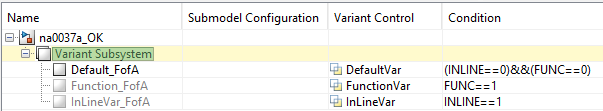 Name Submodel Configuration Variant Control Condition
na0037a_OK
Variant Subsystem
Default_FofA DefaultVar (INLINE==0)&&(FUNC==0)
Function_FofA FunctionVar FUNC==1
InLineVar_FofA InLineVar INLINE==1